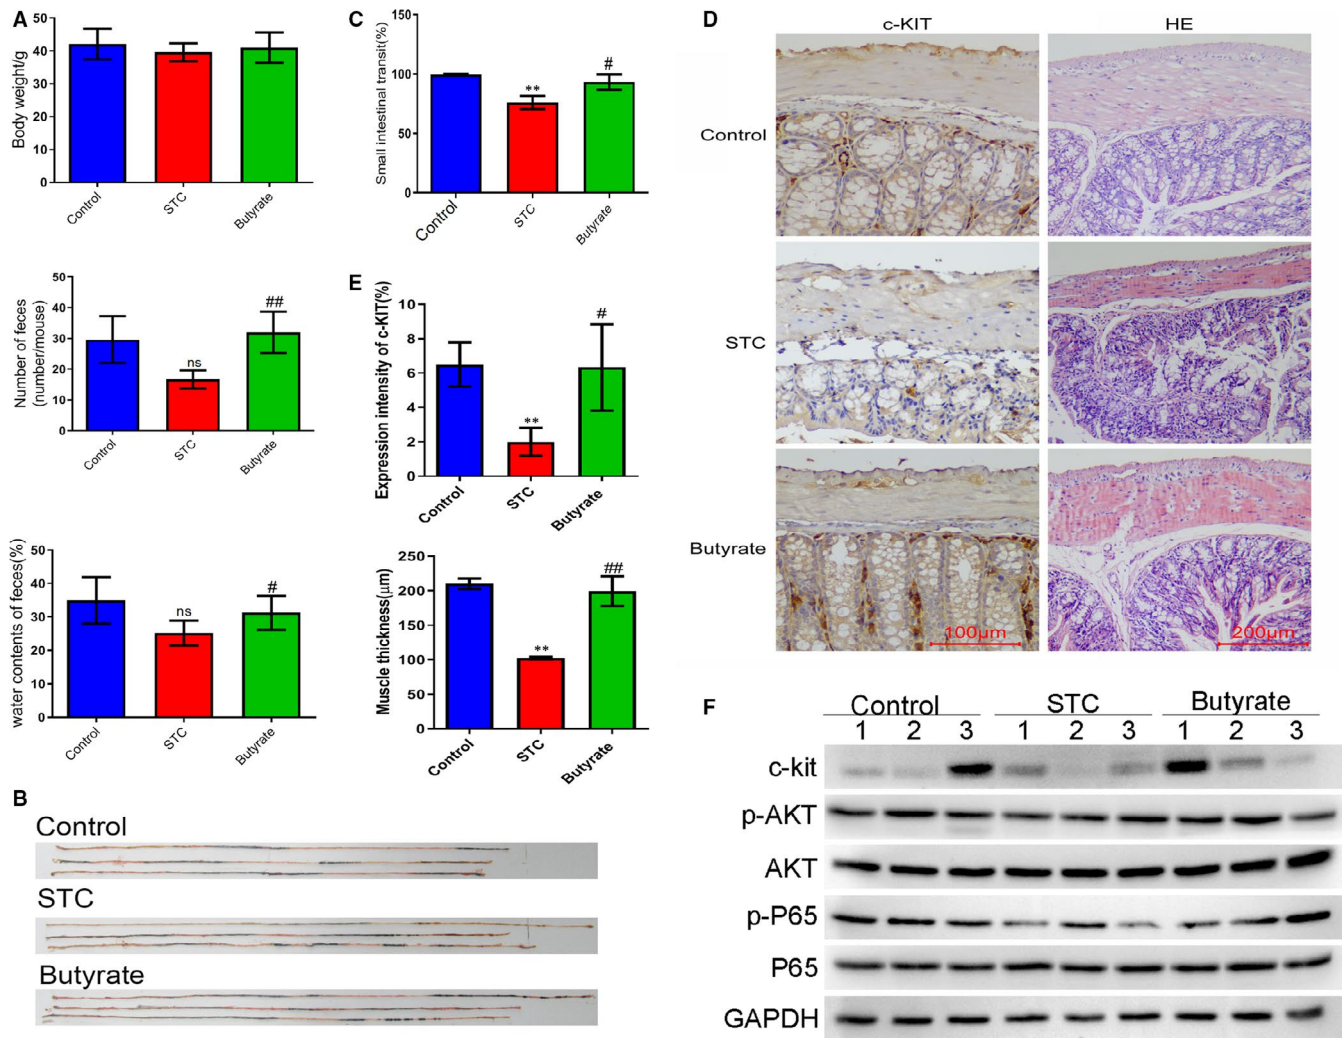 A
Body weight/g
50
40
30
20
10
0
Control
STC
Butyrate
Number of feces
(number/mouse)
50
40
30
20
10
0
ns
##
Control
STC
Butyrate
water contents of feces(%)
50
40
30
20
10
0
ns
#
Control
STC
Butyrate
B
Control
STC
Butyrate
C
Small intestinal transit(%)
150
100
50
0
**
#
Control
STC
Butyrate
E
Expression intensity of c-KIT(%)
8
6
4
2
0
**
#
Control
STC
Butyrate
Muscle thickness(μm)
250
200
150
100
50
0
**
##
Control
STC
Butyrate
D
c-KIT HE
Control
STC
Butyrate
100μm
200μm
F
Control STC Butyrate
1 2 3 1 2 3 1 2 3
c-kit
p-AKT
AKT
p-P65
P65
GAPDH